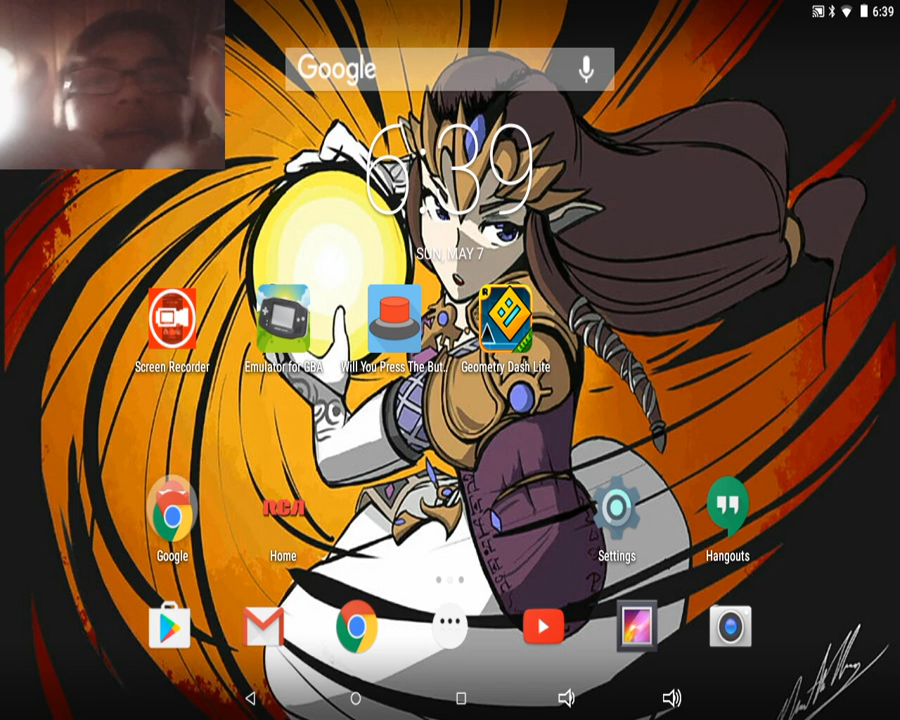 6:39
Google
6:39
SUN, MAY 7
Screen Recorder
Emulator for GBA
Will You Press The But..
Geometry Dash Lite
RCA
Google
Home
Settings
Hangouts